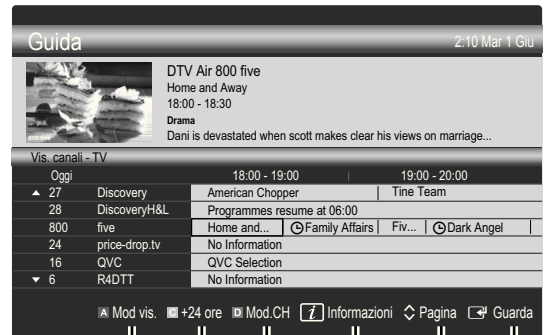 Guida 2:10 Mar 1 Giu
DTV Air 800 five
Home and Away
18:00 - 18:30
Drama
Dani is devastated when scott makes clear his views on marriage...
Vis. canali - TV
Oggi 18:00 - 19:00 19:00 - 20:00
▲ 27 Discovery American Chopper Tine Team
28 DiscoveryH&L Programmes resume at 06:00
800 five Home and... Family Affairs Fiv... Dark Angel
24 price-drop.tv No Information
16 QVC QVC Selection
▼ 6 R4DTT No Information
A Mod vis. C +24 ore D Mod.CH i Informazioni Pagina Guarda